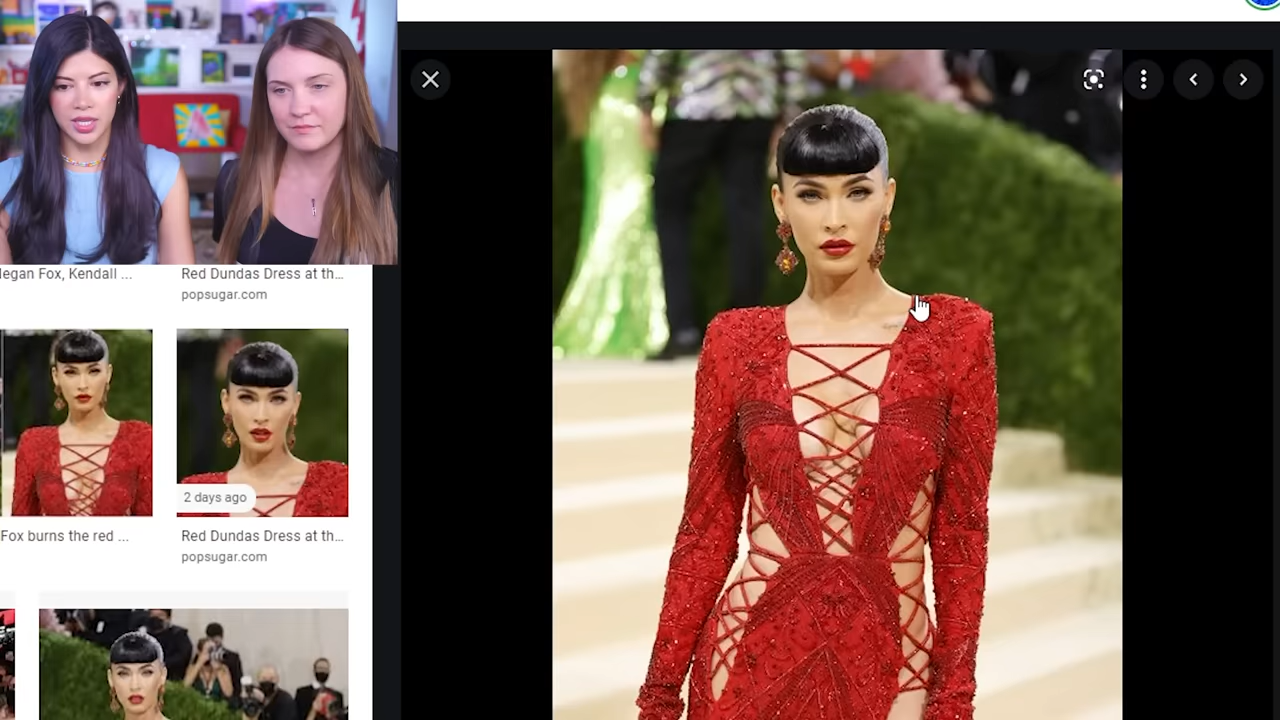 legan Fox, Kendall ...
Red Dundas Dress at th...
popsugar.com
2 days ago
Fox burns the red ...
Red Dundas Dress at th...
popsugar.com